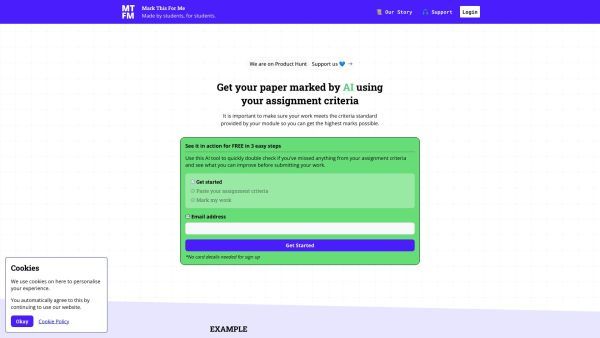 MT
FM
Mark This For Me
Made by students, for students.
Our Story
Support
Login
We are on Product Hunt
Support us 💙 →
Get your paper marked by AI using
your assignment criteria
It is important to make sure your work meets the criteria standard
provided by your module so you can get the highest marks possible.
See it in action for FREE in 3 easy steps
Use this AI tool to quickly double check if you've missed anything from your assignment criteria
and see what you can improve before submitting your work.
Get started
Paste your assignment criteria
Mark my work
Email address
Get Started
*No card details needed for sign up
Cookies
We use cookies on here to personalise
your experience.
You automatically agree to this by
continuing to use our website.
Okay
Cookie Policy
EXAMPLE